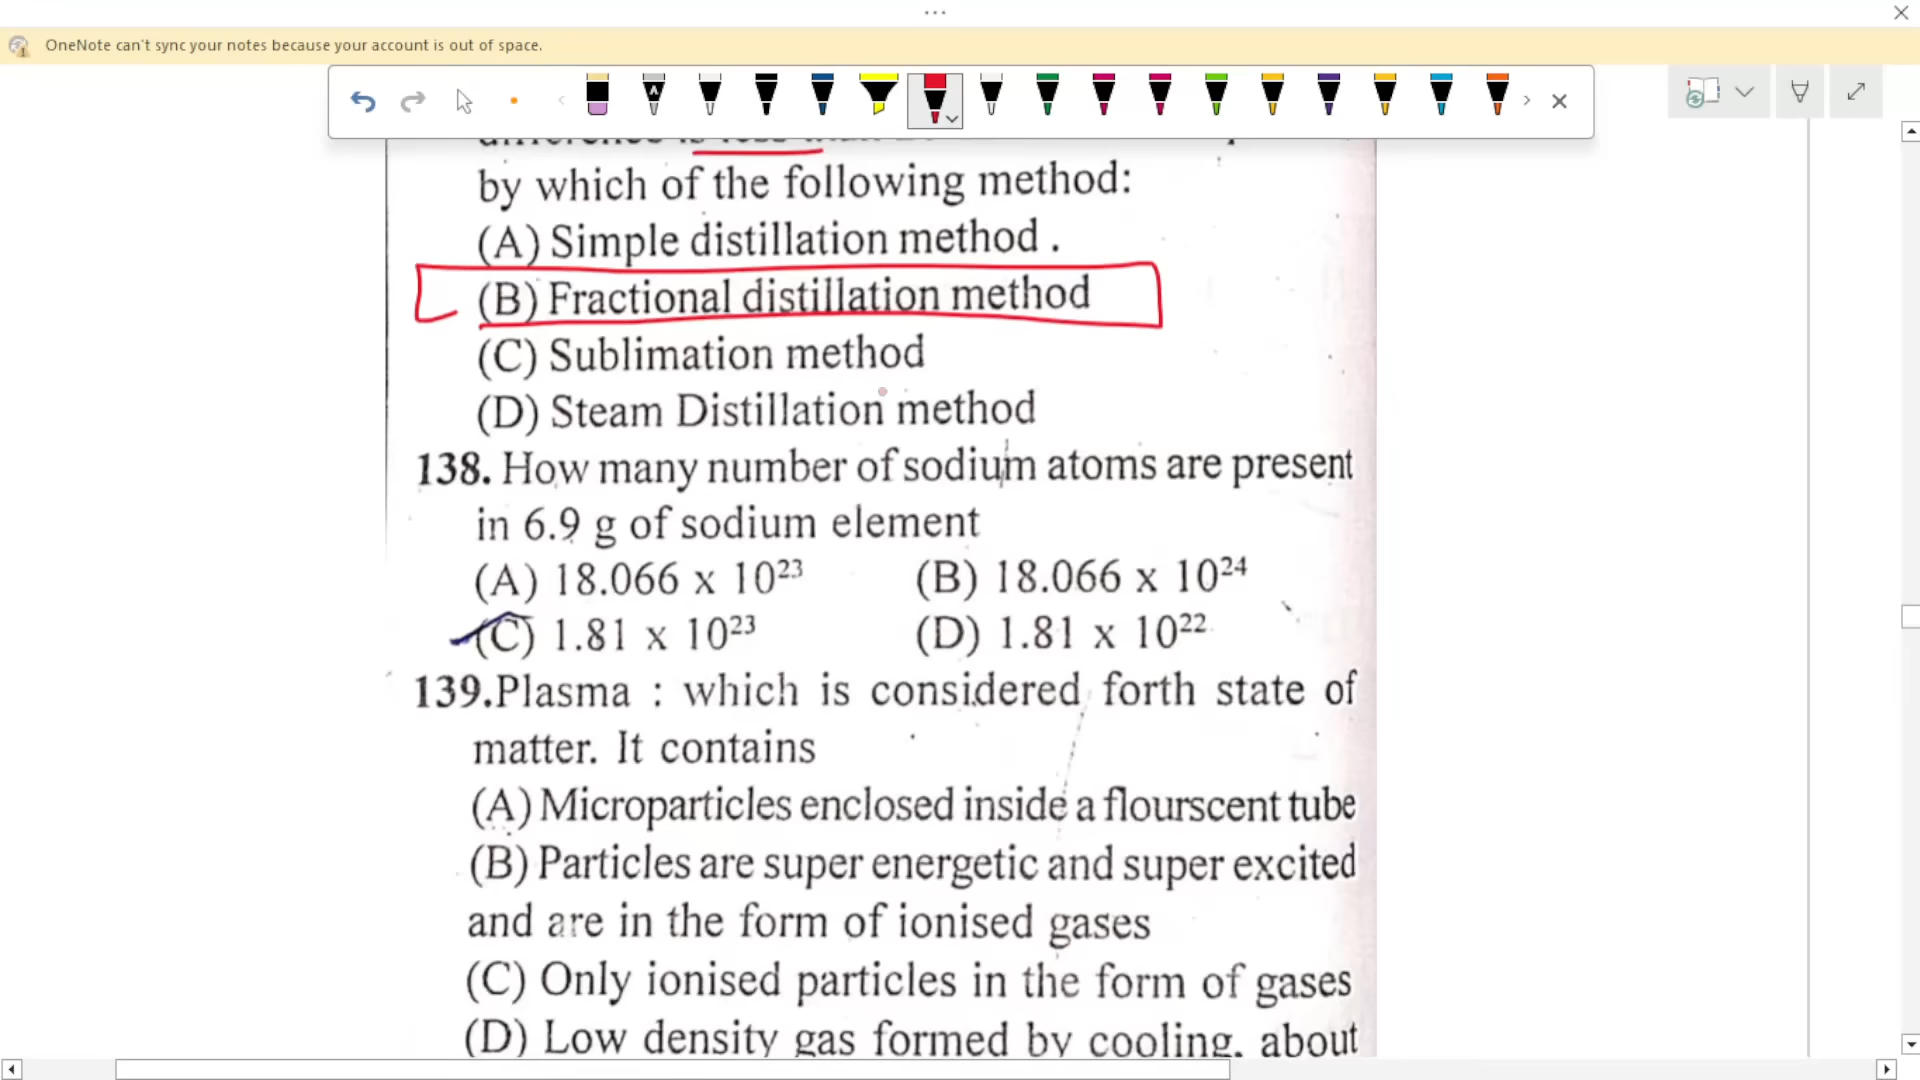 OneNote can't sync your notes because your account is out of space.
by which of the following method:
(A) Simple distillation method .
(B) Fractional distillation method
(C) Sublimation method
(D) Steam Distillation method
138. How many number of sodium atoms are present
in 6.9 g of sodium element
(A) 18.066 x 10²³ (B) 18.066 x 10²⁴
(C) 1.81 x 10²³ (D) 1.81 x 10²²
139.Plasma : which is considered forth state of
matter. It contains
(A) Microparticles enclosed inside a flourscent tube
(B) Particles are super energetic and super excited
and are in the form of ionised gases
(C) Only ionised particles in the form of gases
(D) Low density gas formed by cooling, about